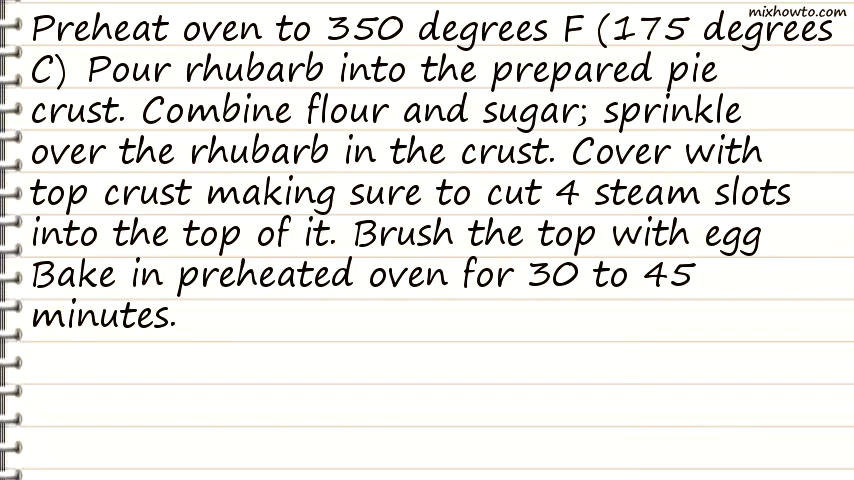 mixhowto.com
Preheat oven to 350 degrees F (175 degrees
C) Pour rhubarb into the prepared pie
crust. Combine flour and sugar; sprinkle
over the rhubarb in the crust. Cover with
top crust making sure to cut 4 steam slots
into the top of it. Brush the top with egg
Bake in preheated oven for 30 to 45
minutes.